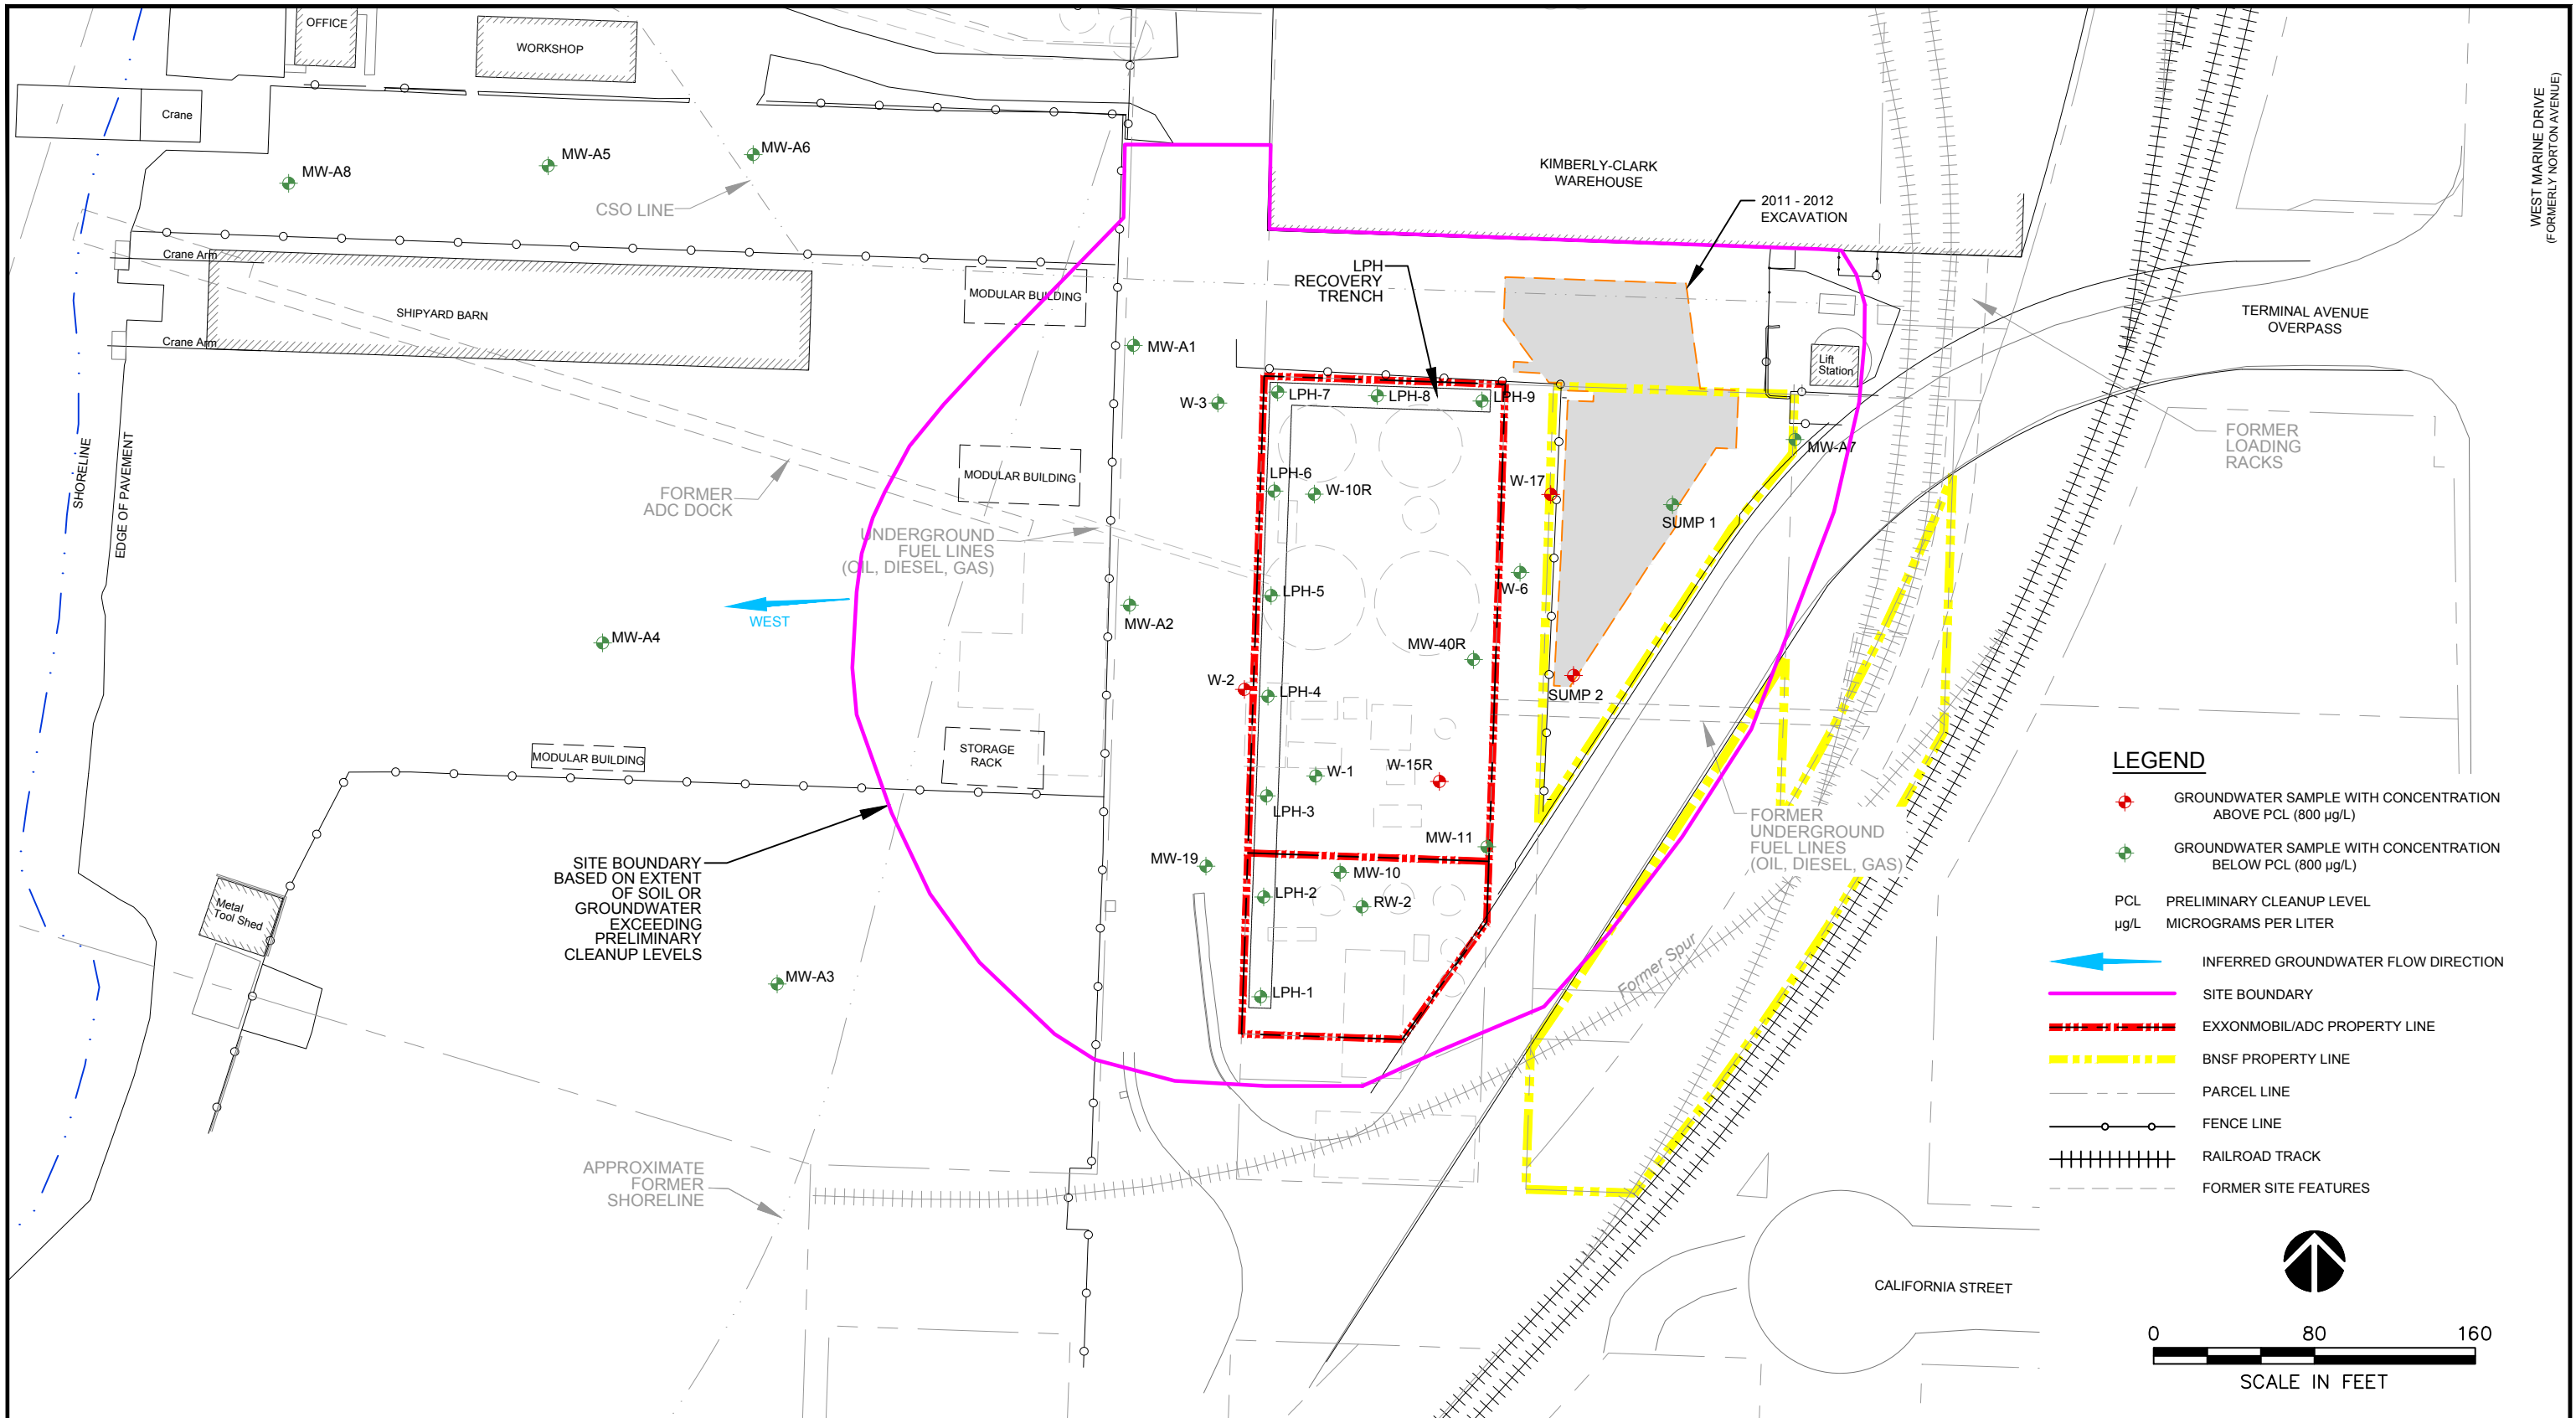 OFFICE
WORKSHOP
Crane
MW-A8
MW-A5
MW-A6
CSO LINE
KIMBERLY-CLARK
WAREHOUSE
2011 - 2012
EXCAVATION
WEST MARINE DRIVE
(FORMERLY NORTON AVENUE)
Crane Arm
SHIPYARD BARN
Crane Arm
MODULAR BUILDING
MW-A1
LPH
RECOVERY
TRENCH
Lift
Station
TERMINAL AVENUE
OVERPASS
SHORELINE
EDGE OF PAVEMENT
W-3
LPH-7
LPH-8
LPH-9
MW-A7
FORMER
LOADING
RACKS
MODULAR BUILDING
FORMER
ADC DOCK
LPH-6
W-10R
W-17
SUMP 1
UNDERGROUND
FUEL LINES
(OIL, DIESEL, GAS)
LPH-5
W-6
WEST
MW-A4
MW-A2
MW-40R
W-2
LPH-4
SUMP 2
STORAGE
RACK
MODULAR BUILDING
W-1
W-15R
LPH-3
MW-11
FORMER
UNDERGROUND
FUEL LINES
(OIL, DIESEL, GAS)
MW-19
MW-10
LPH-2
RW-2
SITE BOUNDARY
BASED ON EXTENT
OF SOIL OR
GROUNDWATER
EXCEEDING
PRELIMINARY
CLEANUP LEVELS
Metal
Tool Shed
MW-A3
LPH-1
Former Spur
APPROXIMATE
FORMER
SHORELINE
CALIFORNIA STREET
LEGEND
GROUNDWATER SAMPLE WITH CONCENTRATION
ABOVE PCL (800 µg/L)
GROUNDWATER SAMPLE WITH CONCENTRATION
BELOW PCL (800 µg/L)
PCL PRELIMINARY CLEANUP LEVEL
µg/L MICROGRAMS PER LITER
INFERRED GROUNDWATER FLOW DIRECTION
SITE BOUNDARY
EXXONMOBIL/ADC PROPERTY LINE
BNSF PROPERTY LINE
PARCEL LINE
FENCE LINE
RAILROAD TRACK
FORMER SITE FEATURES
0 80 160
SCALE IN FEET